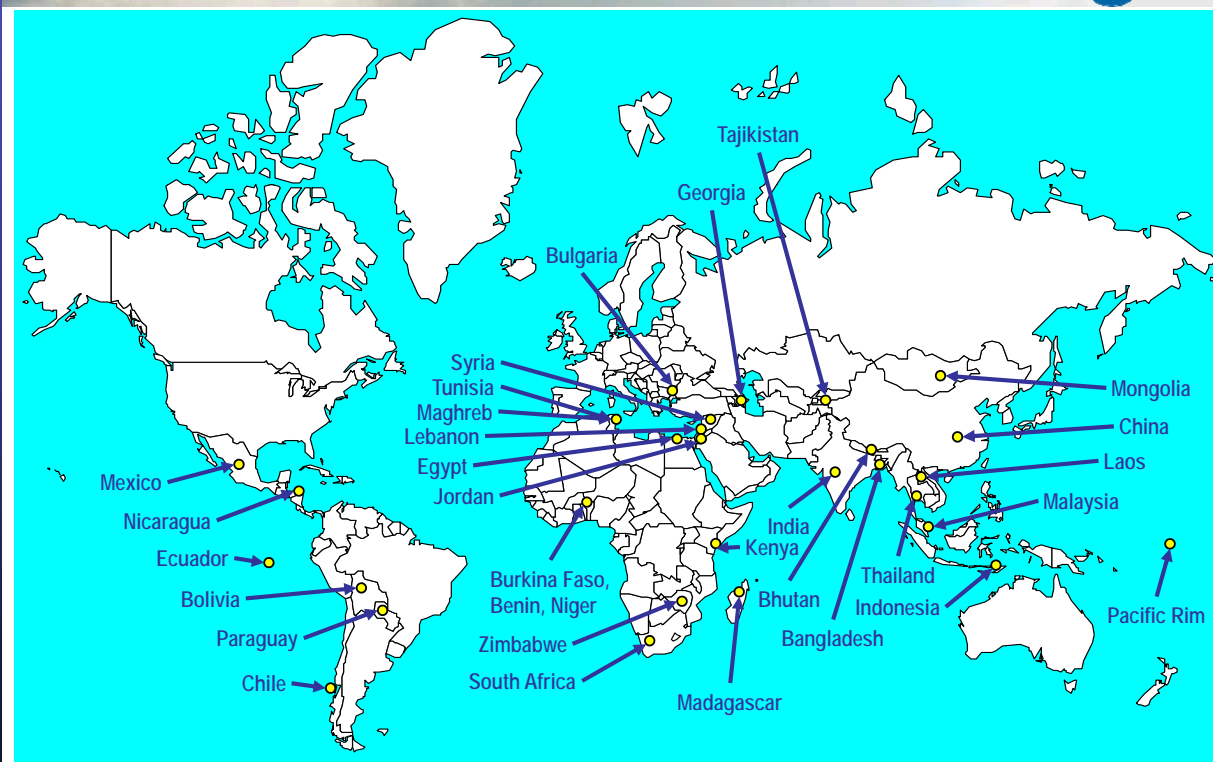 Tajikistan
Georgia
Bulgaria
Syria
Tunisia
Maghreb
Lebanon
Egypt
Jordan
Mongolia
China
Laos
Malaysia
Mexico
Nicaragua
Ecuador
Bolivia
Paraguay
Chile
India
Kenya
Burkina Faso,
Benin, Niger
Zimbabwe
South Africa
Madagascar
Bhutan
Bangladesh
Thailand
Indonesia
Pacific Rim